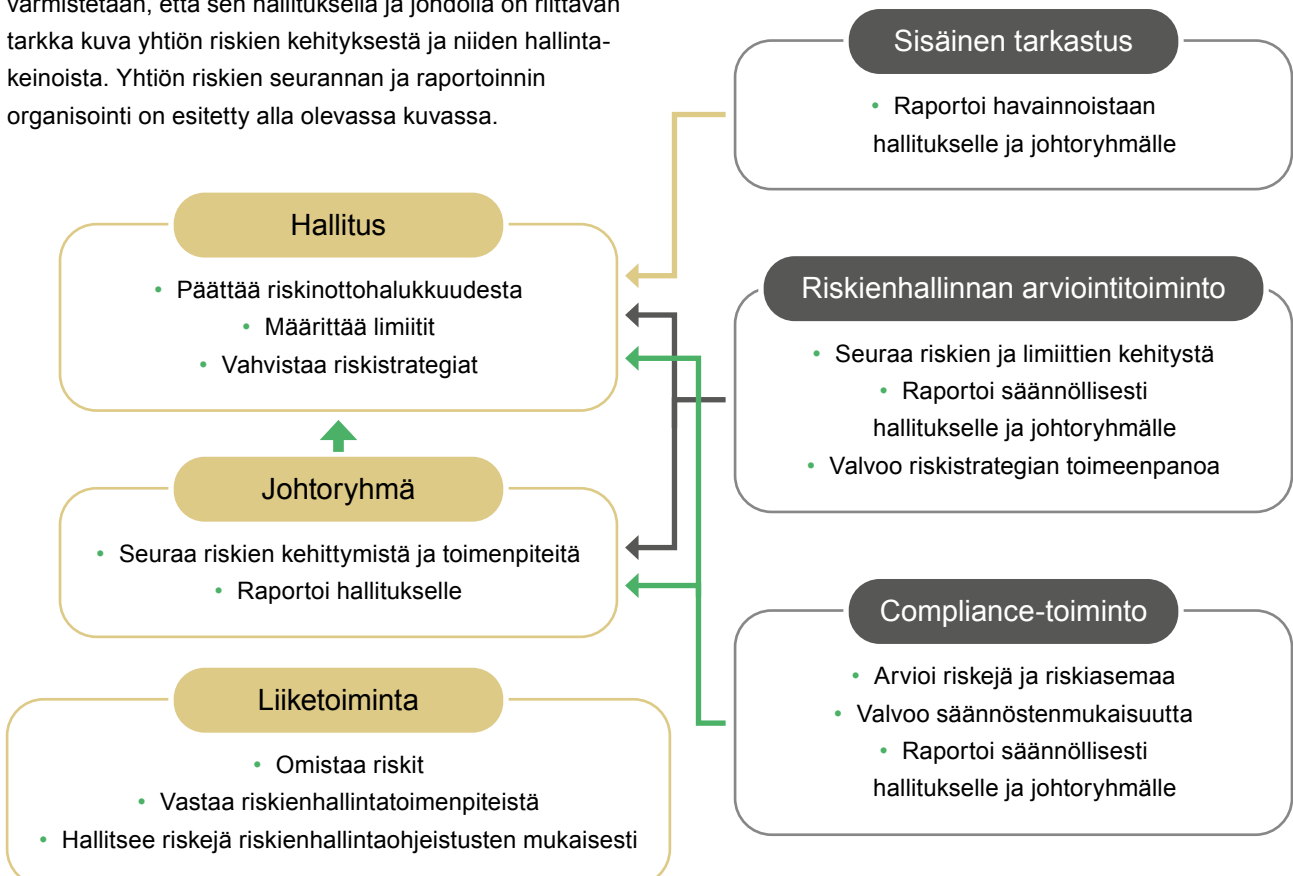 varmistetaan, että sen hallituksella ja johdolla on riittävän
tarkka kuva yhtiön riskien kehityksestä ja niiden hallinta-
keinoista. Yhtiön riskien seurannan ja raportoinnin
organisointi on esitetty alla olevassa kuvassa.
Hallitus
• Päättää riskinottohalukkuudesta
• Määrittää limiitit
• Vahvistaa riskistrategiat
Johtoryhmä
• Seuraa riskien kehittymistä ja toimenpiteitä
• Raportoi hallitukselle
Liiketoiminta
• Omistaa riskit
• Vastaa riskienhallintatoimenpiteistä
• Hallitsee riskejä riskienhallintaohjeistusten mukaisesti
Sisäinen tarkastus
• Raportoi havainnoistaan
hallitukselle ja johtoryhmälle
Riskienhallinnan arviointitoiminto
• Seuraa riskien ja limiittien kehitystä
• Raportoi säännöllisesti
hallitukselle ja johtoryhmälle
• Valvoo riskistrategian toimeenpanoa
Compliance-toiminto
• Arvioi riskejä ja riskiasemaa
• Valvoo säännöstenmukaisuutta
• Raportoi säännöllisesti
hallitukselle ja johtoryhmälle